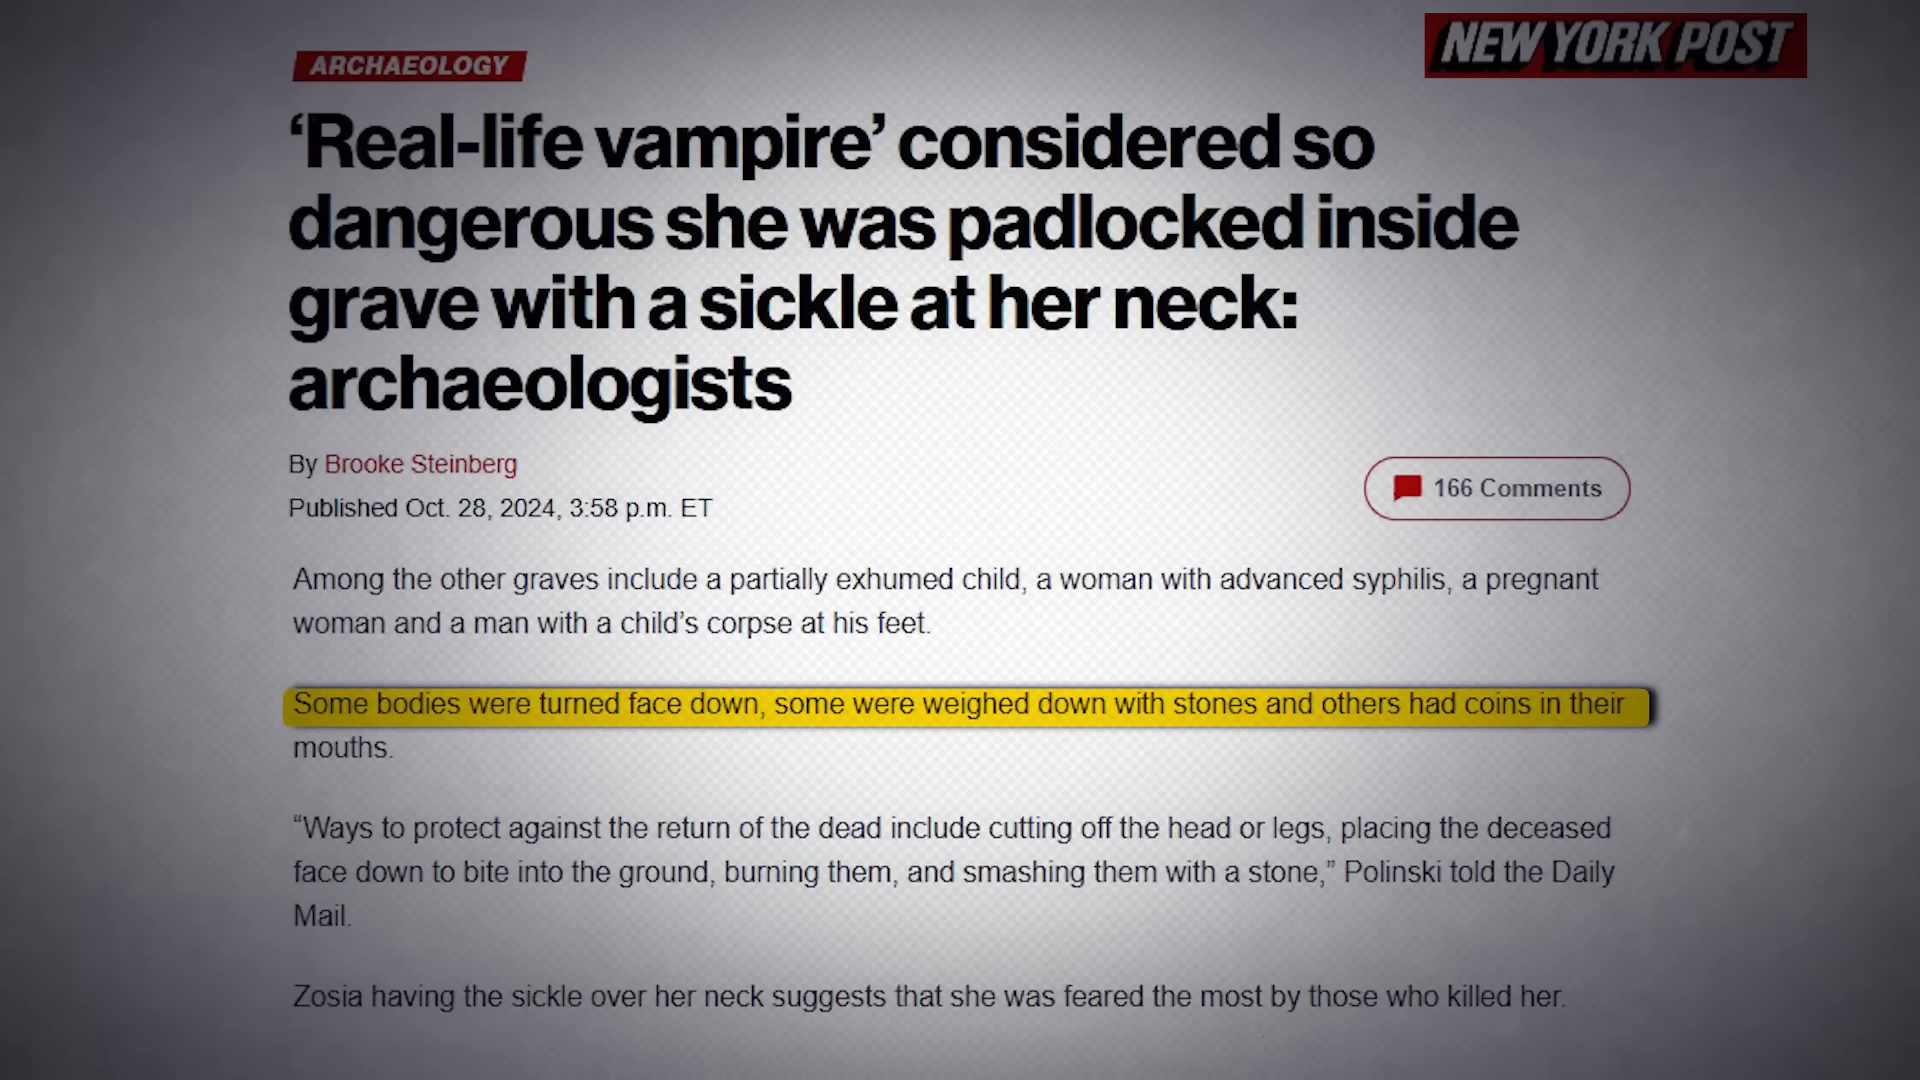 NEW YORK POST
ARCHAEOLOGY
‘Real-life vampire’ considered so
dangerous she was padlocked inside
grave with a sickle at her neck:
archaeologists
By Brooke Steinberg
Published Oct. 28, 2024, 3:58 p.m. ET
166 Comments
Among the other graves include a partially exhumed child, a woman with advanced syphilis, a pregnant
woman and a man with a child’s corpse at his feet.
Some bodies were turned face down, some were weighed down with stones and others had coins in their
mouths.
“Ways to protect against the return of the dead include cutting off the head or legs, placing the deceased
face down to bite into the ground, burning them, and smashing them with a stone,” Polinski told the Daily
Mail.
Zosia having the sickle over her neck suggests that she was feared the most by those who killed her.